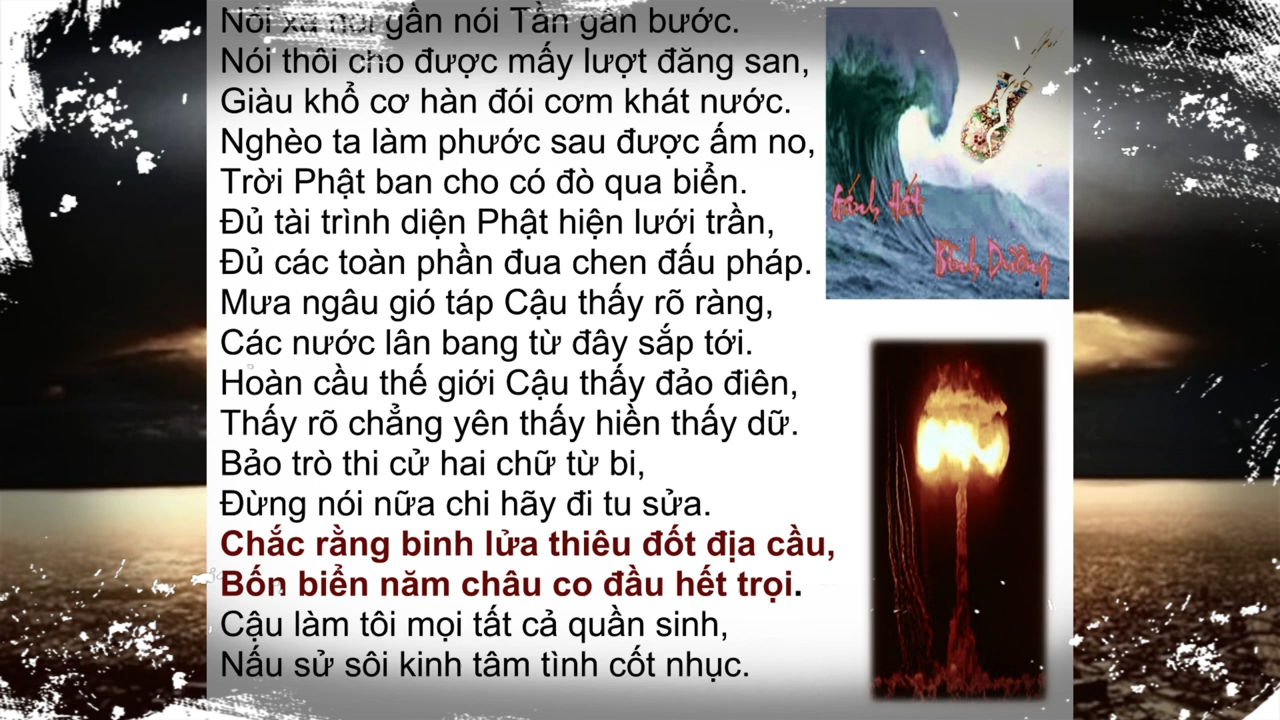 Nói xa nói gần nói Tần gần bước.
Nói thôi cho được mấy lượt đăng san,
Giàu khổ cơ hàn đói cơm khát nước.
Nghèo ta làm phước sau được ấm no,
Trời Phật ban cho có đò qua biển.
Đủ tài trình diện Phật hiện lưới trần,
Đủ các toàn phần đua chen đấu pháp.
Mưa ngâu gió táp Cậu thấy rõ ràng,
Các nước lân bang từ đây sắp tới.
Hoàn cầu thế giới Cậu thấy đảo điên,
Thấy rõ chẳng yên thấy hiền thấy dữ.
Bảo trò thi cử hai chữ từ bi,
Đừng nói nữa chi hãy đi tu sửa.
Chắc rằng binh lửa thiêu đốt địa cầu,
Bốn biển năm châu co đầu hết trọi.
Cậu làm tôi mọi tất cả quần sinh,
Nấu sử sôi kinh tâm tình cốt nhục.
Bình Dưỡng